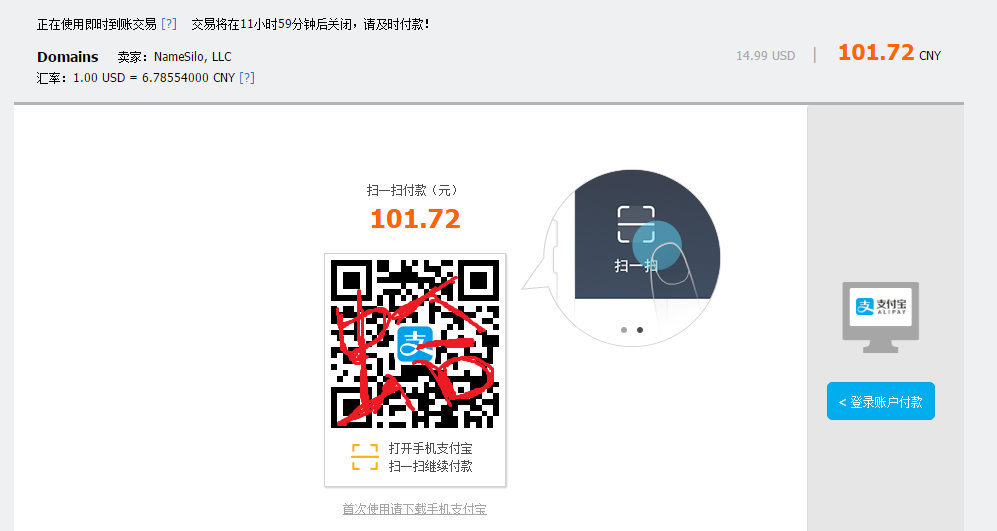 正在使用即时到账交易 [?] 交易将在11小时59分钟后关闭，请及时付款！
Domains 卖家：NameSilo, LLC
14.99 USD | 101.72 CNY
汇率：1.00 USD = 6.78554000 CNY [?]
扫一扫付款（元）
101.72
扫一扫
支
支付宝
ALIPAY
< 登录账户付款
打开手机支付宝
扫一扫继续付款
首次使用请下载手机支付宝